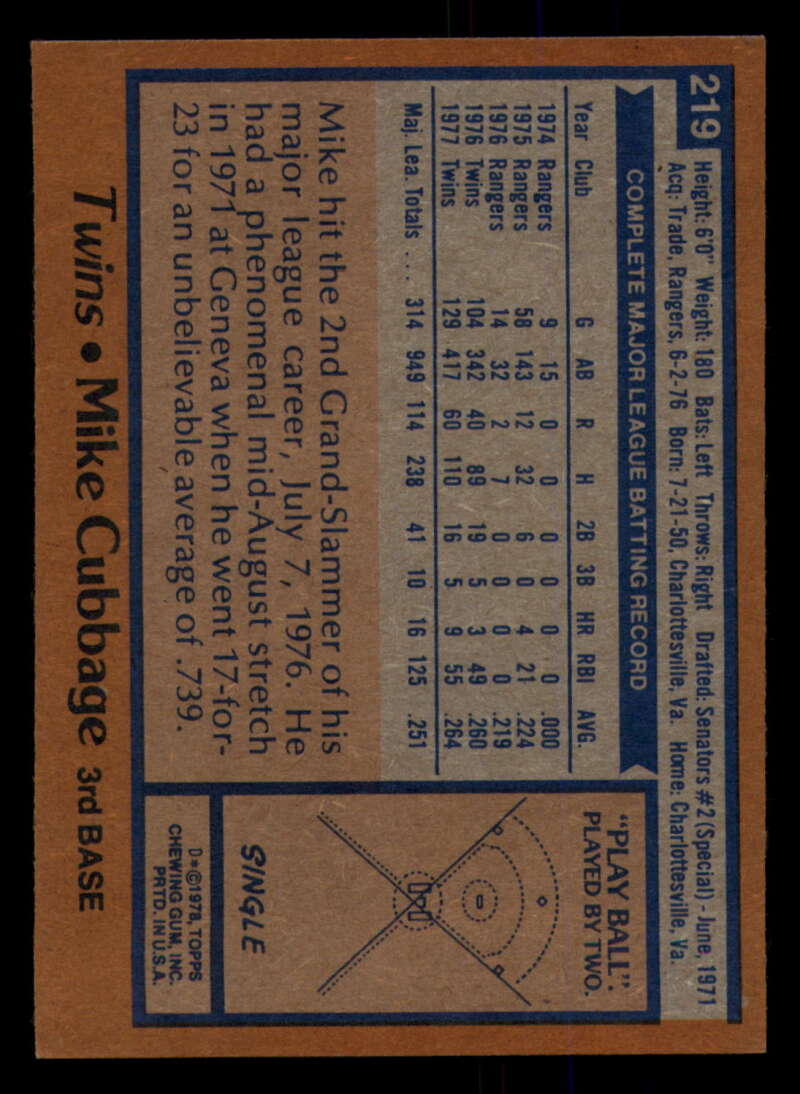 219
Height: 6'0" Weight: 180 Bats: Left Throws: Right Drafted: Senators #2 (Special) - June, 1971
Acq: Trade, Rangers, 6-2-76 Born: 7-21-50, Charlottesville, Va. Home: Charlottesville, Va.
COMPLETE MAJOR LEAGUE BATTING RECORD
Year Club G AB R H 2B 3B HR RBI AVG.
1974 Rangers 9 15 0 0 0 0 0 0 .000
1975 Rangers 58 143 12 32 6 0 4 21 .224
1976 Rangers 14 32 2 7 0 0 0 0 .219
1976 Twins 104 342 40 89 19 5 3 49 .260
1977 Twins 129 417 60 110 16 5 9 55 .264
Maj. Lea. Totals .... 314 949 114 238 41 10 16 125 .251
Mike hit the 2nd Grand-Slammer of his
major league career, July 7, 1976. He
had a phenomenal mid-August stretch
in 1971 at Geneva when he went 17-for-
23 for an unbelievable average of .739.
"PLAY BALL"
PLAYED BY TWO.
SINGLE
D*©1978, TOPPS
CHEWING GUM, INC.
PRTD. IN U.S.A.
Twins • Mike Cubbage 3rd BASE